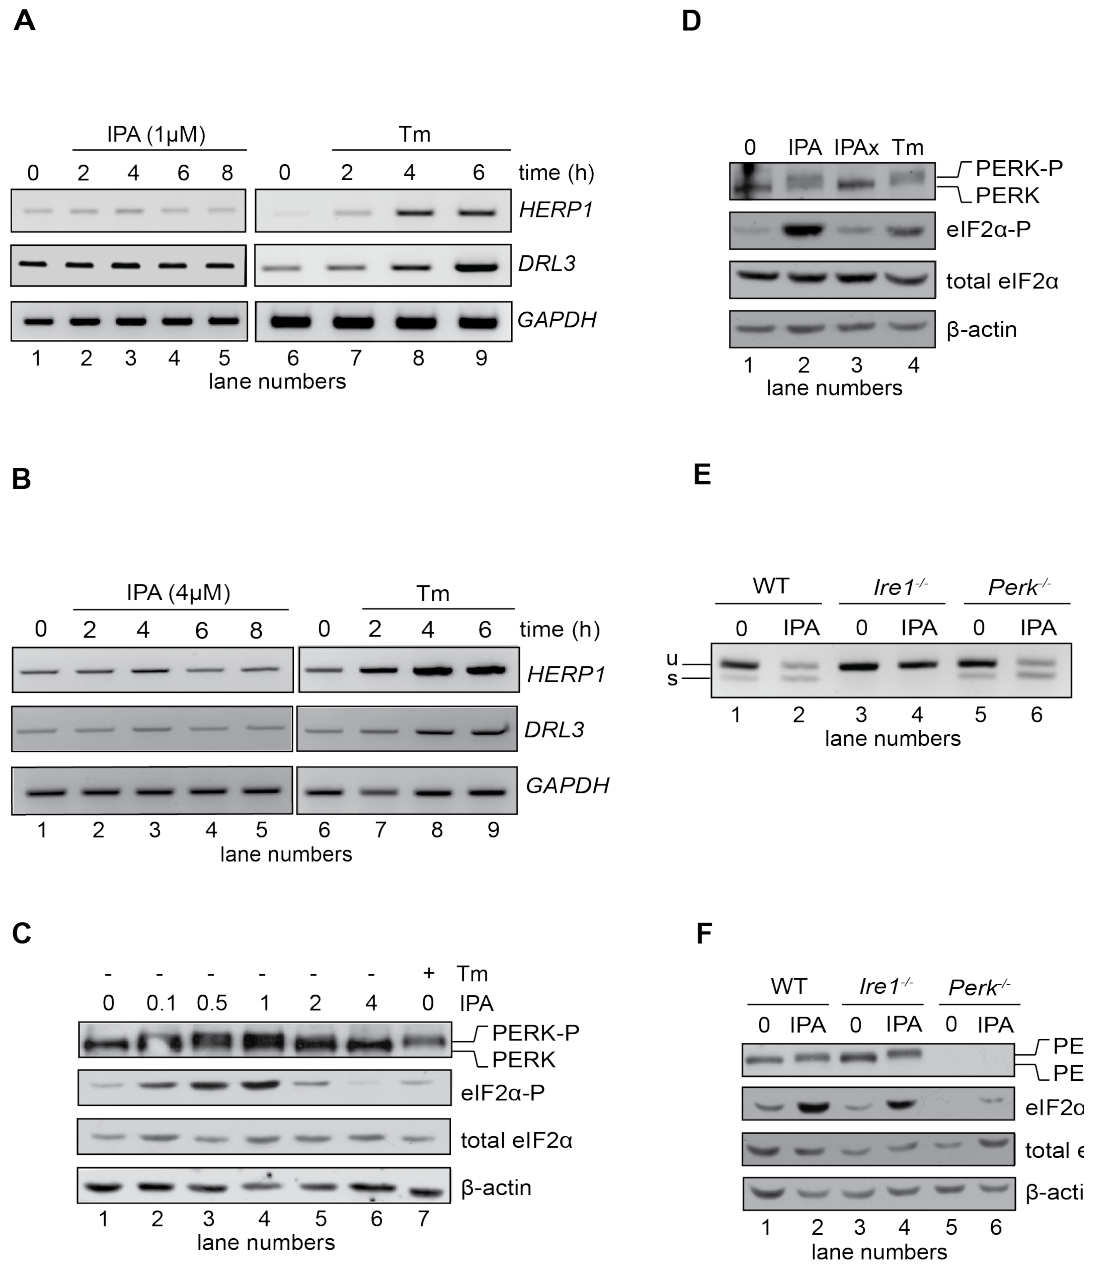 A
IPA (1µM) Tm
0 2 4 6 8 0 2 4 6 time (h)
HERP1
DRL3
GAPDH
1 2 3 4 5 6 7 8 9
lane numbers
B
IPA (4µM) Tm
0 2 4 6 8 0 2 4 6 time (h)
HERP1
DRL3
GAPDH
1 2 3 4 5 6 7 8 9
lane numbers
C
- - - - - - + Tm
0 0.1 0.5 1 2 4 0 IPA
PERK-P
PERK
eIF2α-P
total eIF2α
β-actin
1 2 3 4 5 6 7
lane numbers
D
0 IPA IPAx Tm
PERK-P
PERK
eIF2α-P
total eIF2α
β-actin
1 2 3 4
lane numbers
E
WT Ire1-/- Perk-/-
0 IPA 0 IPA 0 IPA
u
s
1 2 3 4 5 6
lane numbers
F
WT Ire1-/- Perk-/-
0 IPA 0 IPA 0 IPA
PE
PE
eIF2α
total e
β-acti
1 2 3 4 5 6
lane numbers